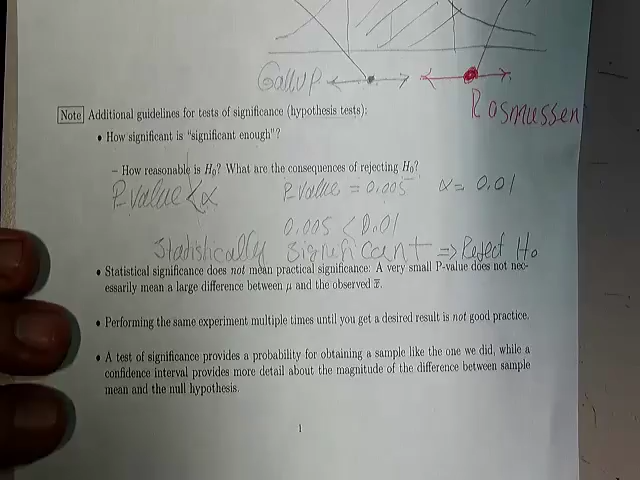 Gallup
Rasmussen
Note Additional guidelines for tests of significance (hypothesis tests):
• How significant is "significant enough"?
– How reasonable is H₀? What are the consequences of rejecting H₀?
P-value < α P-value = 0.005 α = 0.01
0.005 < 0.01
Statistically significant ⇒ Reject H₀
• Statistical significance does not mean practical significance: A very small P-value does not nec-
essarily mean a large difference between μ and the observed x̄.
• Performing the same experiment multiple times until you get a desired result is not good practice.
• A test of significance provides a probability for obtaining a sample like the one we did, while a
confidence interval provides more detail about the magnitude of the difference between sample
mean and the null hypothesis.
1